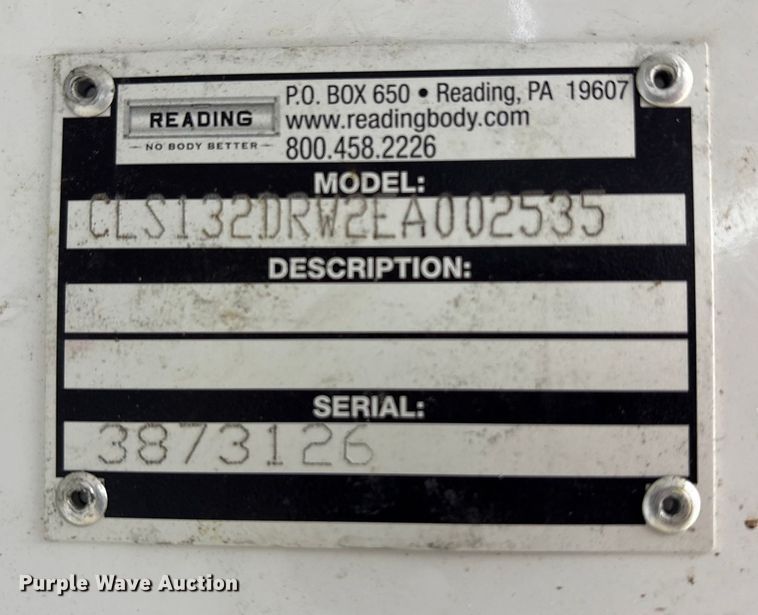 READING
NO BODY BETTER
P.O. BOX 650 • Reading, PA 19607
www.readingbody.com
800.458.2226
MODEL:
CLS132DRW2EA002535
DESCRIPTION:
SERIAL:
3873126
Purple Wave Auction